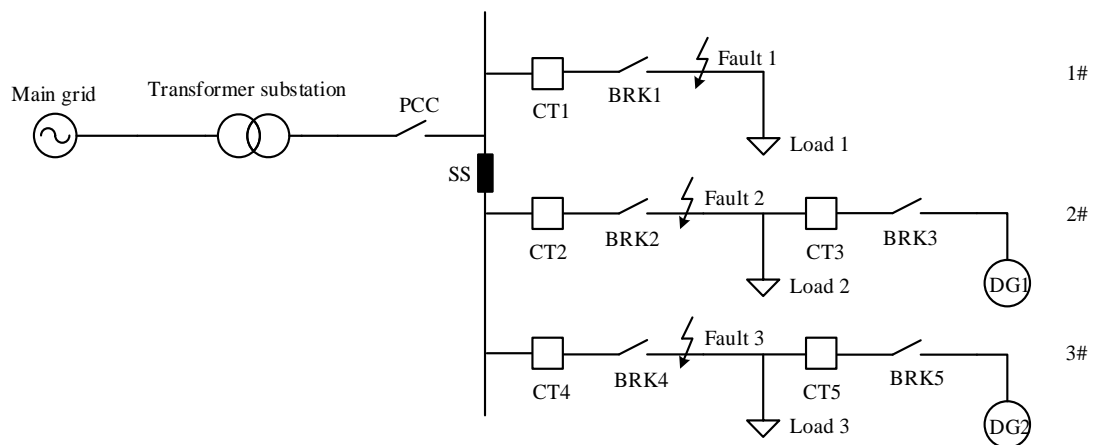 Fault 1
1#
Main grid
Transformer substation
PCC
CT1
BRK1
Load 1
SS
Fault 2
2#
CT2
BRK2
CT3
BRK3
Load 2
DG1
Fault 3
3#
CT4
BRK4
CT5
BRK5
Load 3
DG2